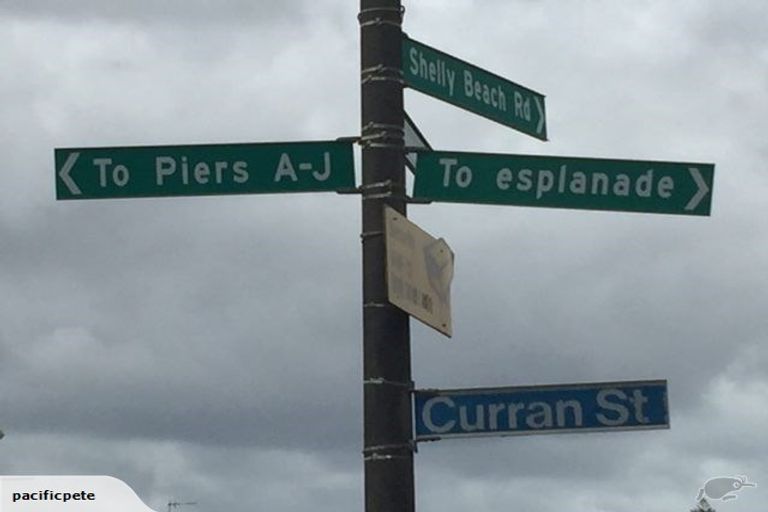 Shelly Beach Rd
To Piers A-J
To esplanade
Curran St
pacificpete